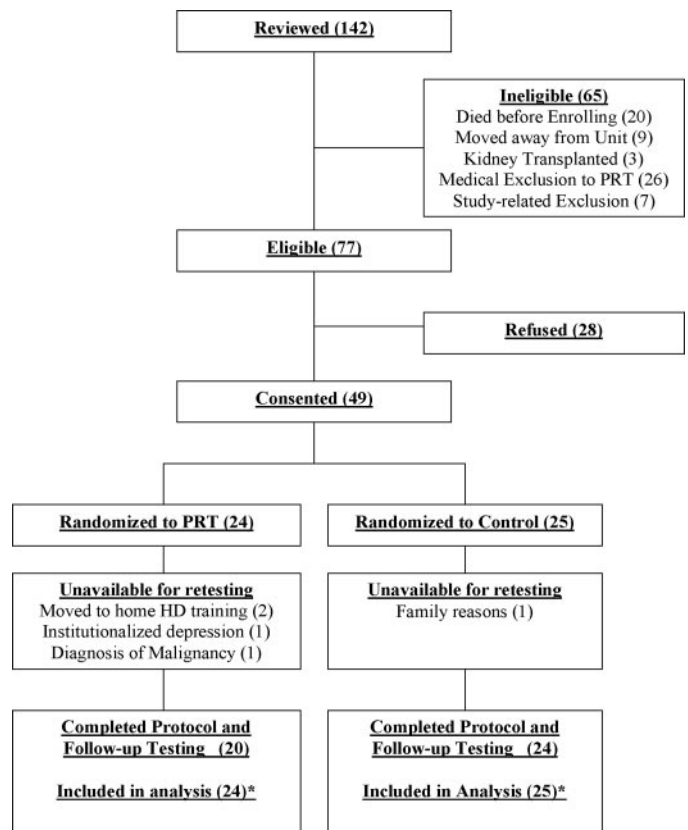 Reviewed (142)
Ineligible (65)
Died before Enrolling (20)
Moved away from Unit (9)
Kidney Transplanted (3)
Medical Exclusion to PRT (26)
Study-related Exclusion (7)
Eligible (77)
Refused (28)
Consented (49)
Randomized to PRT (24)
Randomized to Control (25)
Unavailable for retesting
Moved to home HD training (2)
Institutionalized depression (1)
Diagnosis of Malignancy (1)
Unavailable for retesting
Family reasons (1)
Completed Protocol and
Follow-up Testing (20)
Included in analysis (24)*
Completed Protocol and
Follow-up Testing (24)
Included in Analysis (25)*